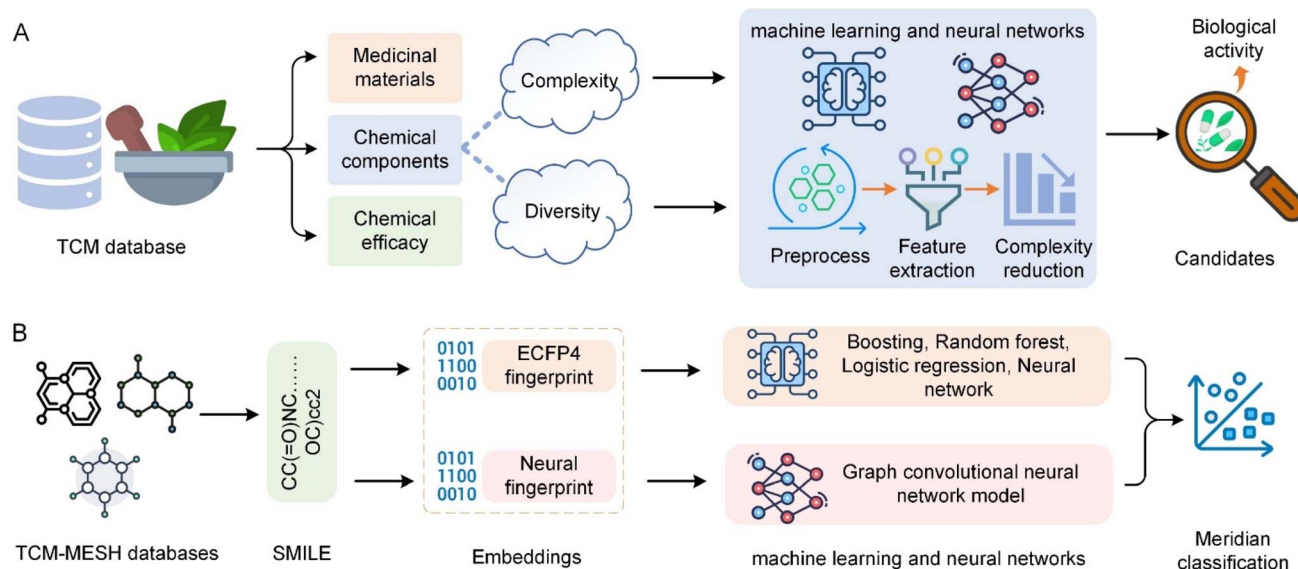 A
TCM database
Medicinal
materials
Chemical
components
Chemical
efficacy
Complexity
Diversity
machine learning and neural networks
Preprocess
Feature
extraction
Complexity
reduction
Biological
activity
Candidates
B
TCM-MESH databases
CC(=O)NC......
OC)cc2
SMILE
0101
1100
0010
ECFP4
fingerprint
0101
1100
0010
Neural
fingerprint
Embeddings
Boosting, Random forest,
Logistic regression, Neural
network
Graph convolutional neural
network model
machine learning and neural networks
Meridian
classification